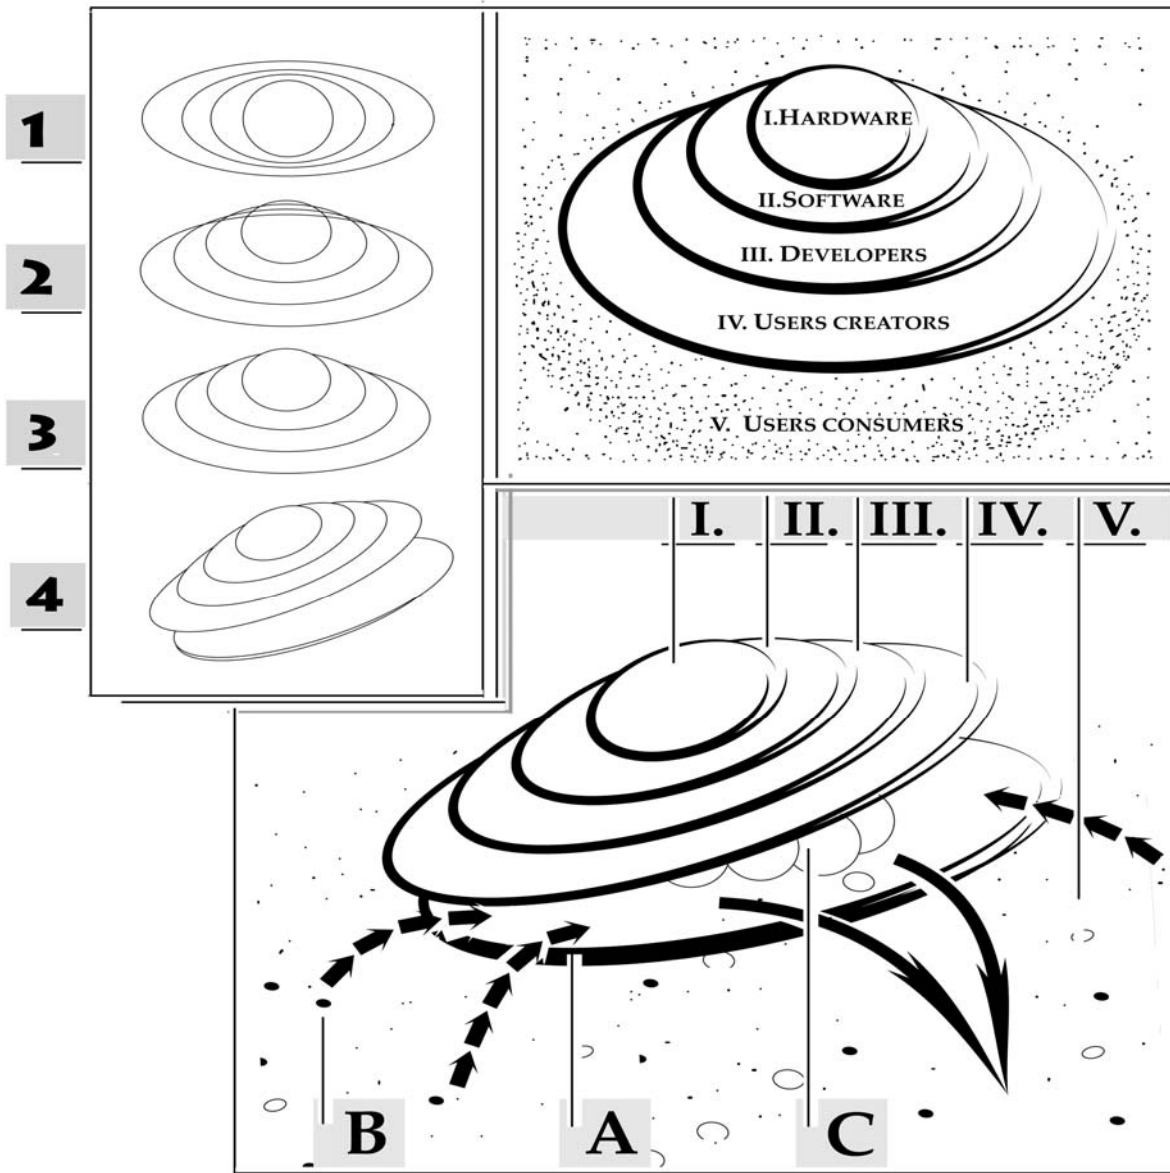 1
2
3
4
I.HARDWARE
II.SOFTWARE
III. DEVELOPERS
IV. USERS CREATORS
V. USERS CONSUMERS
I. II. III. IV. V.
B A C